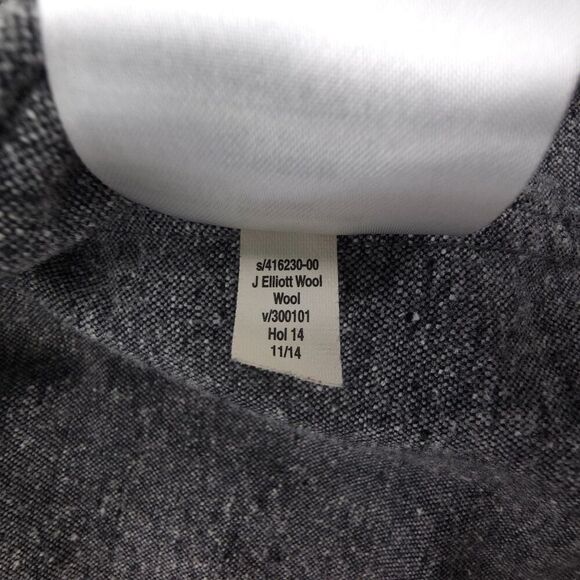 s/416230-00
J Elliott Wool
Wool
v/300101
Hol 14
11/14